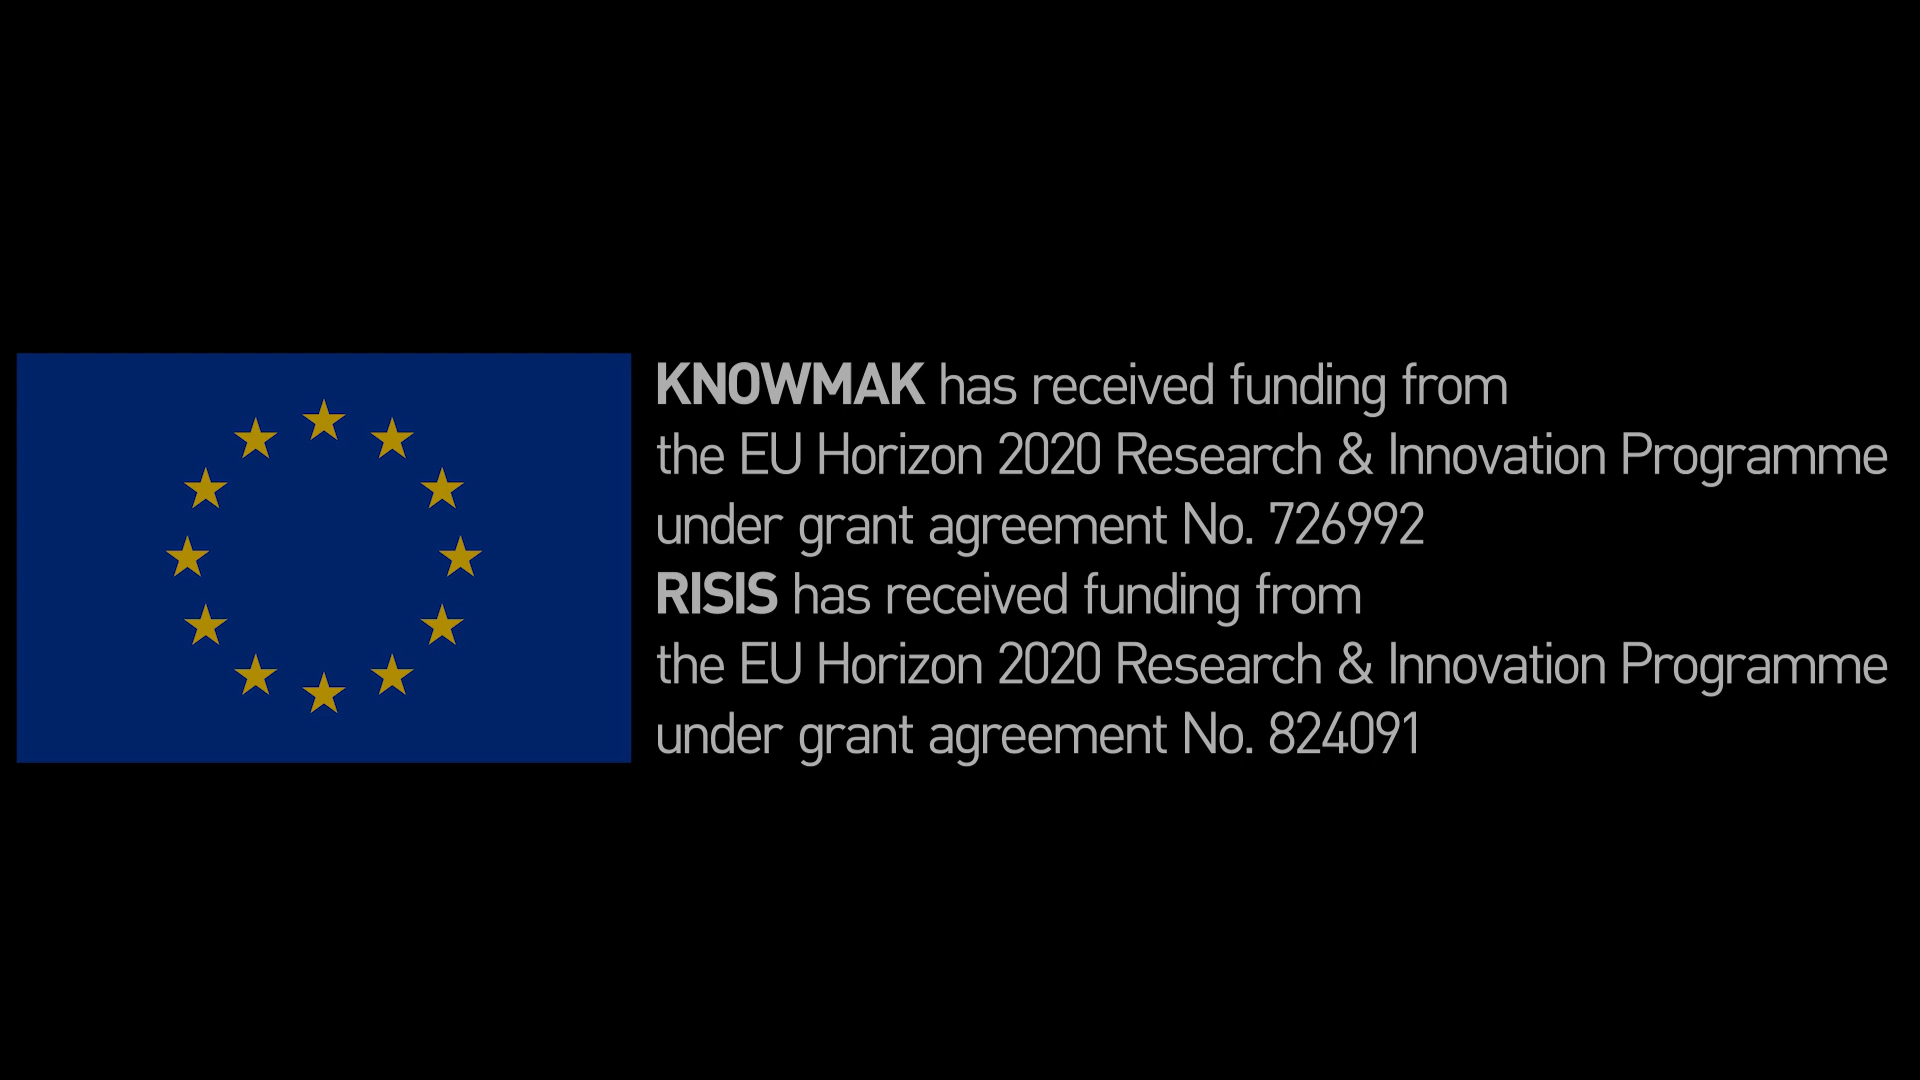 KNOWMAK has received funding from
the EU Horizon 2020 Research & Innovation Programme
under grant agreement No. 726992
RISIS has received funding from
the EU Horizon 2020 Research & Innovation Programme
under grant agreement No. 824091